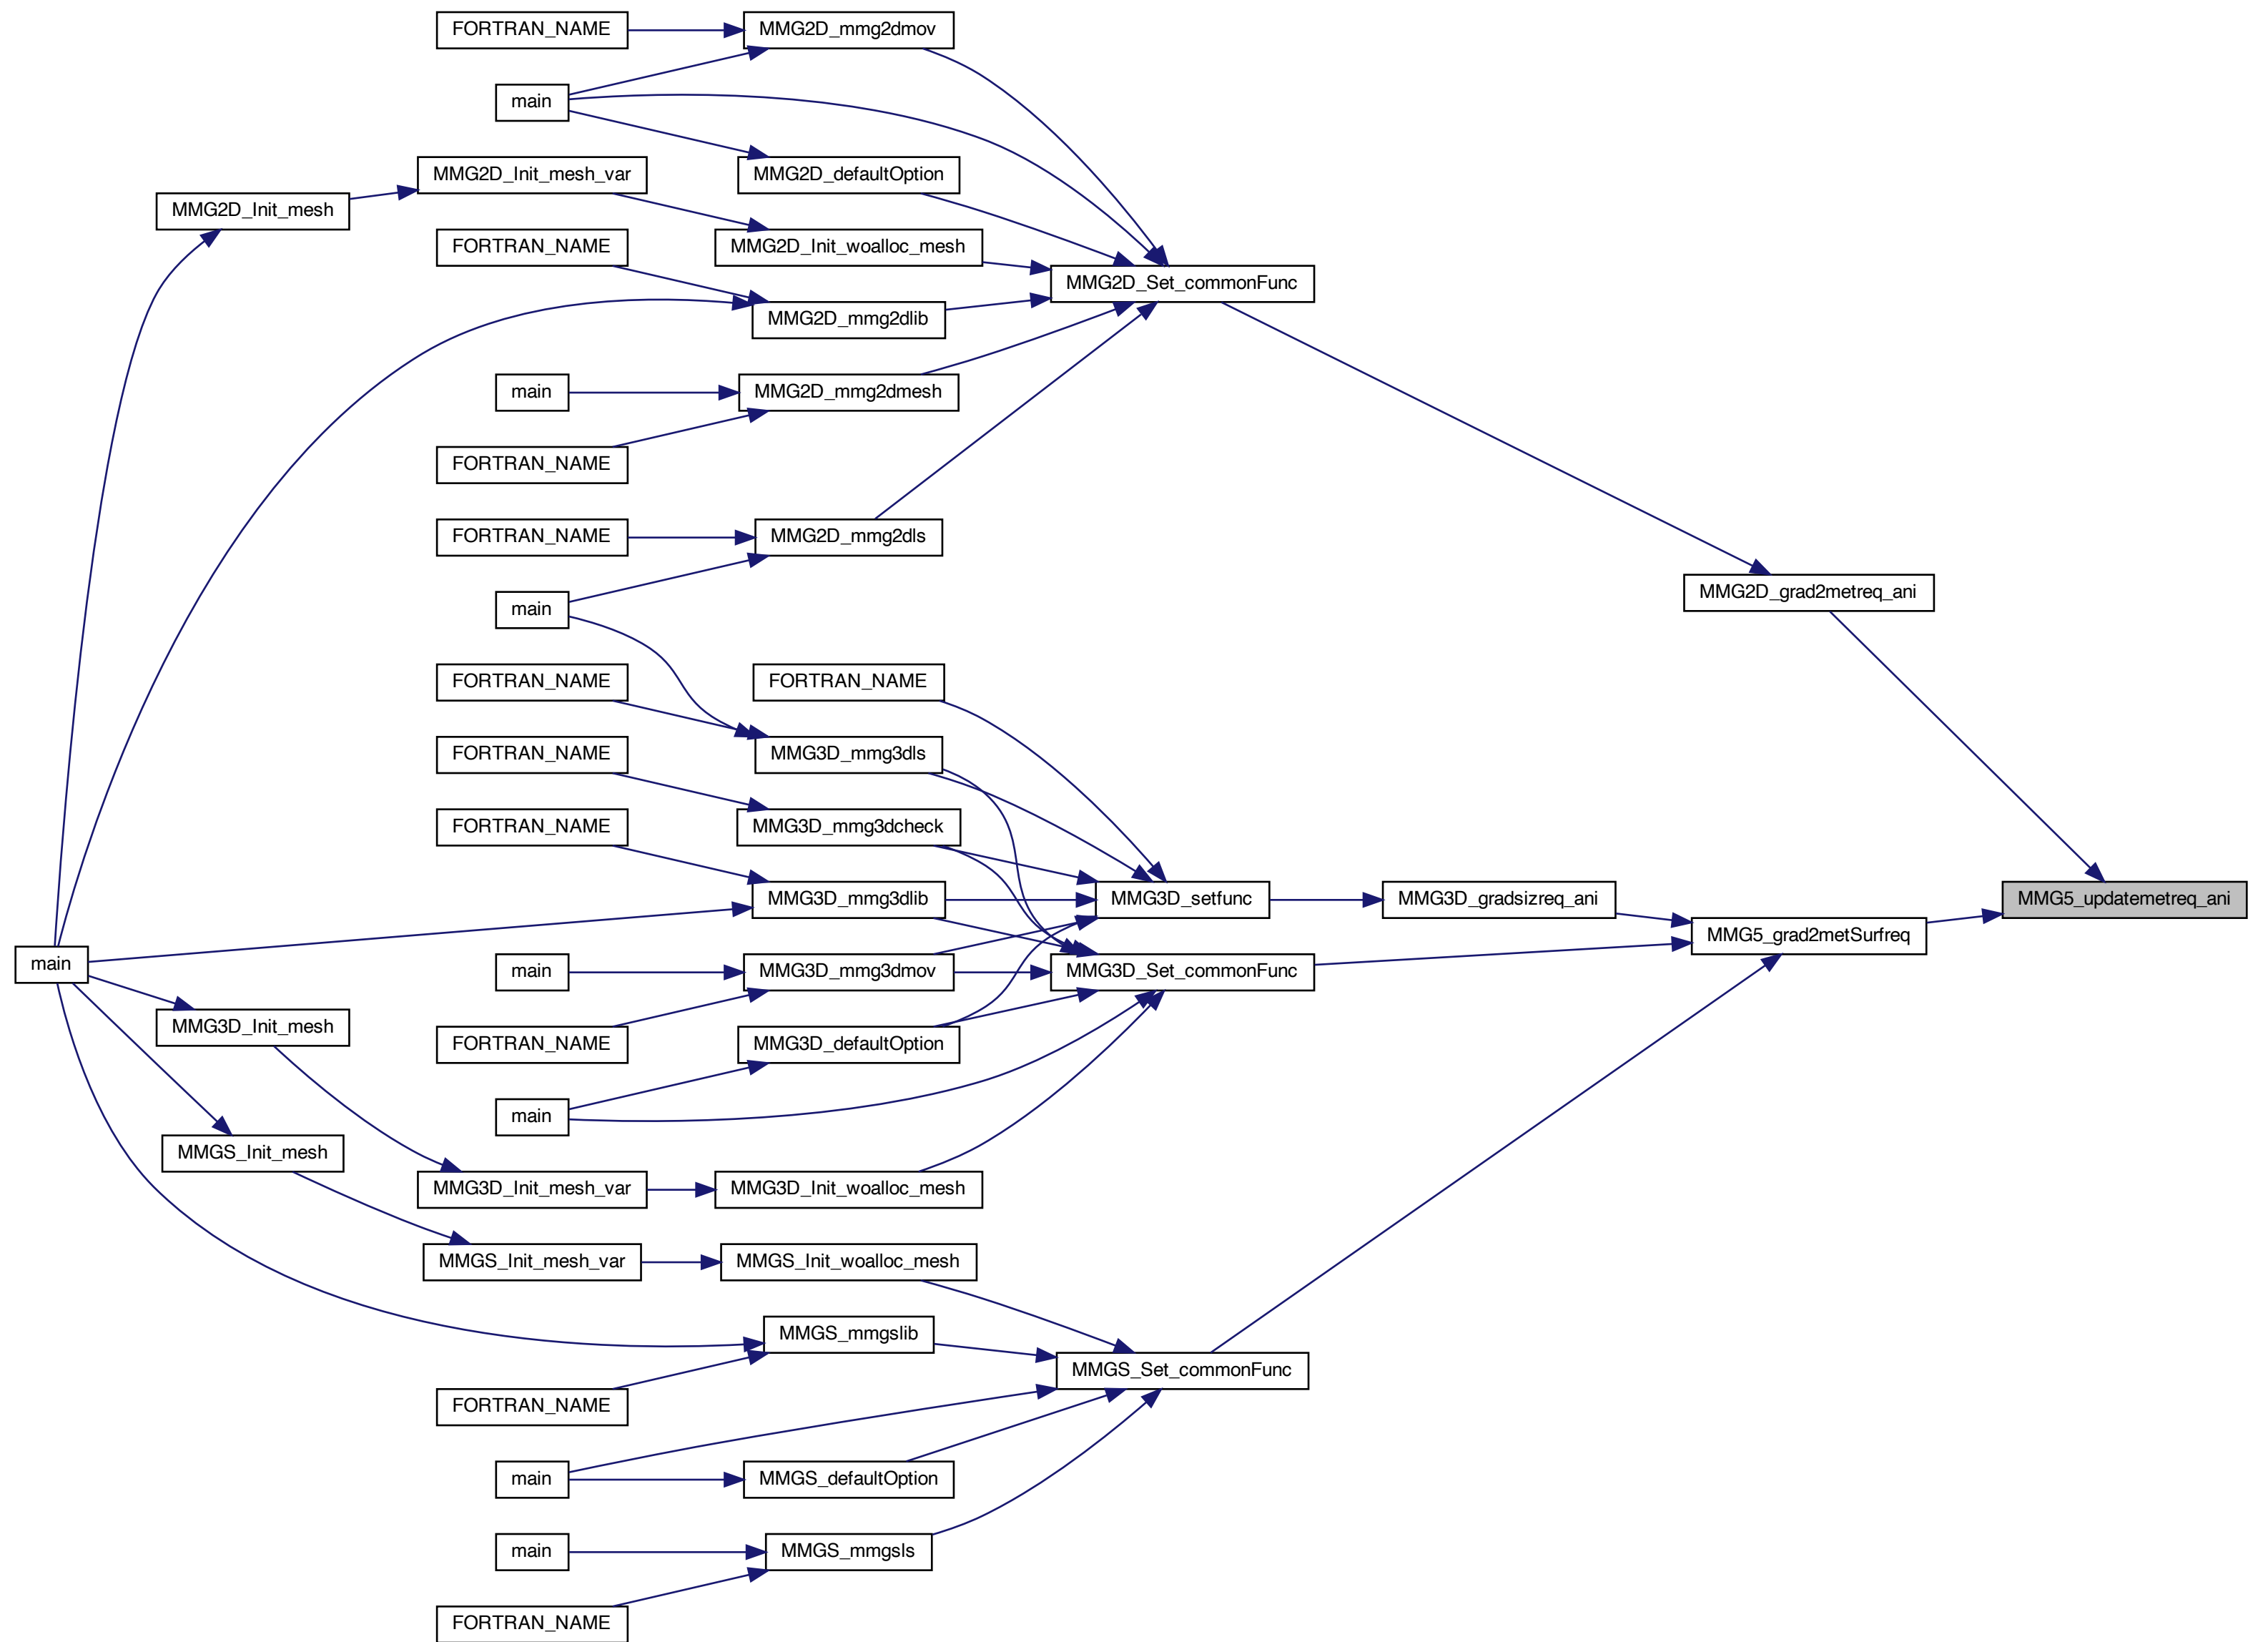 FORTRAN_NAME
MMG2D_mmg2dmov
main
MMG2D_Init_mesh_var
MMG2D_defaultOption
MMG2D_Init_mesh
FORTRAN_NAME
MMG2D_Init_woalloc_mesh
MMG2D_Set_commonFunc
MMG2D_mmg2dlib
main
MMG2D_mmg2dmesh
FORTRAN_NAME
FORTRAN_NAME
MMG2D_mmg2dls
main
MMG2D_grad2metreq_ani
FORTRAN_NAME
FORTRAN_NAME
FORTRAN_NAME
MMG3D_mmg3dls
FORTRAN_NAME
MMG3D_mmg3dcheck
MMG3D_mmg3dlib
MMG3D_setfunc
MMG3D_gradsizreq_ani
MMG5_updatemetreq_ani
MMG5_grad2metSurfreq
main
main
MMG3D_mmg3dmov
MMG3D_Set_commonFunc
MMG3D_Init_mesh
FORTRAN_NAME
MMG3D_defaultOption
main
MMGS_Init_mesh
MMG3D_Init_mesh_var
MMG3D_Init_woalloc_mesh
MMGS_Init_mesh_var
MMGS_Init_woalloc_mesh
MMGS_mmgslib
MMGS_Set_commonFunc
FORTRAN_NAME
main
MMGS_defaultOption
main
MMGS_mmgsls
FORTRAN_NAME